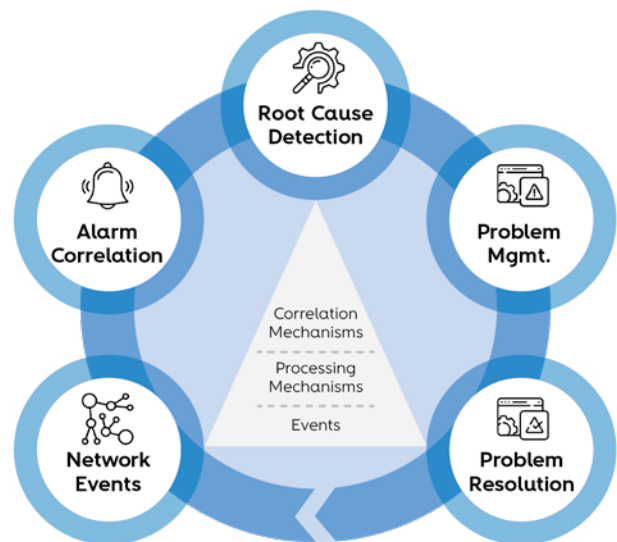 Root Cause
Detection
Alarm
Correlation
Problem
Mgmt.
Correlation
Mechanisms
Processing
Mechanisms
Events
Network
Events
Problem
Resolution